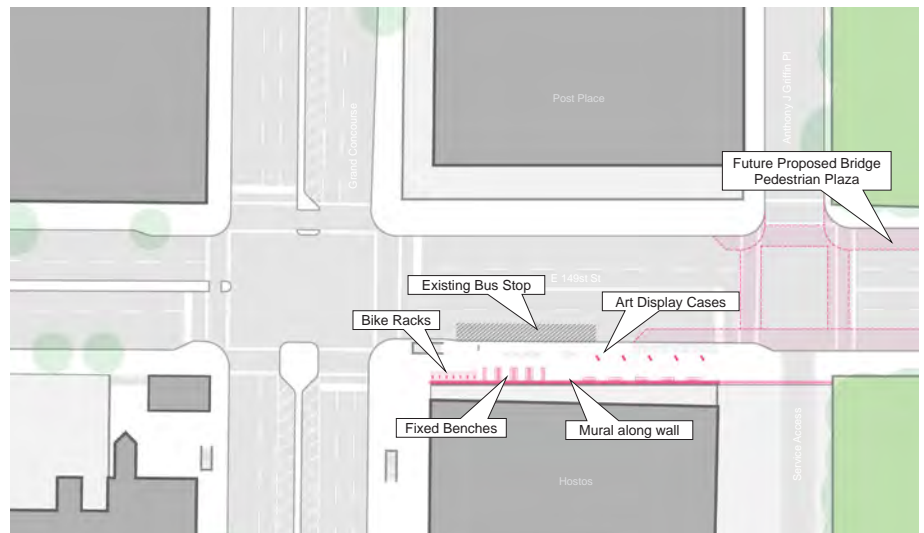 Post Place
Grand Concourse
Anthony J Griffin Pl
Future Proposed Bridge
Pedestrian Plaza
E 149st St
Existing Bus Stop
Art Display Cases
Bike Racks
Fixed Benches
Mural along wall
Hostos
Service Access